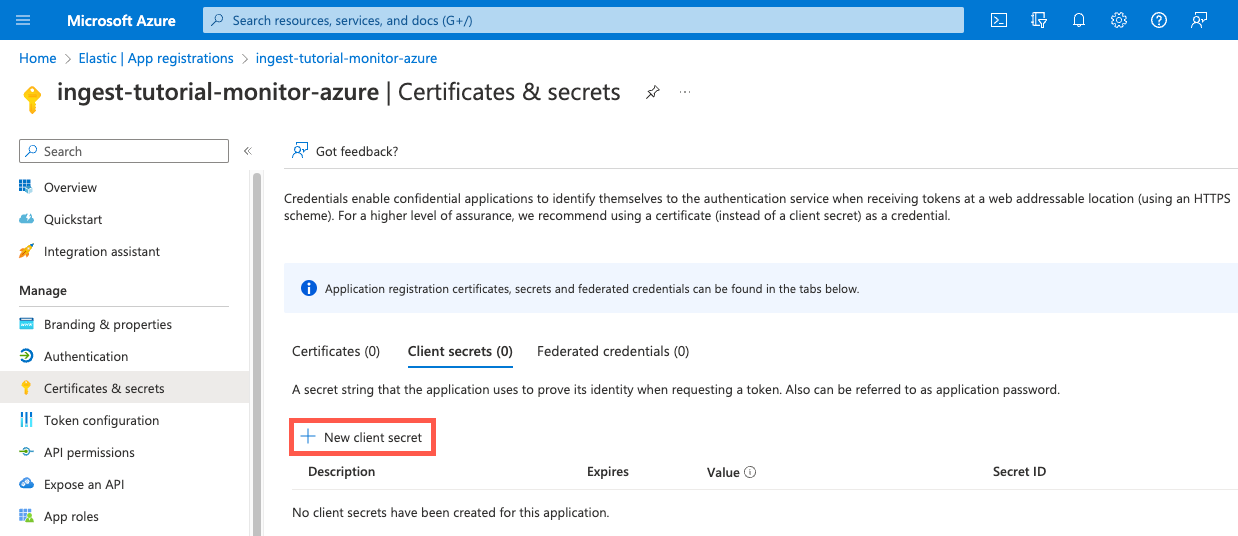 Microsoft Azure
Search resources, services, and docs (G+/)
Home > Elastic | App registrations > ingest-tutorial-monitor-azure
ingest-tutorial-monitor-azure | Certificates & secrets
Search
Overview
Quickstart
Integration assistant
Manage
Branding & properties
Authentication
Certificates & secrets
Token configuration
API permissions
Expose an API
App roles
Got feedback?
Credentials enable confidential applications to identify themselves to the authentication service when receiving tokens at a web addressable location (using an HTTPS
scheme). For a higher level of assurance, we recommend using a certificate (instead of a client secret) as a credential.
Application registration certificates, secrets and federated credentials can be found in the tabs below.
Certificates (0) Client secrets (0) Federated credentials (0)
A secret string that the application uses to prove its identity when requesting a token. Also can be referred to as application password.
New client secret
Description Expires Value Secret ID
No client secrets have been created for this application.